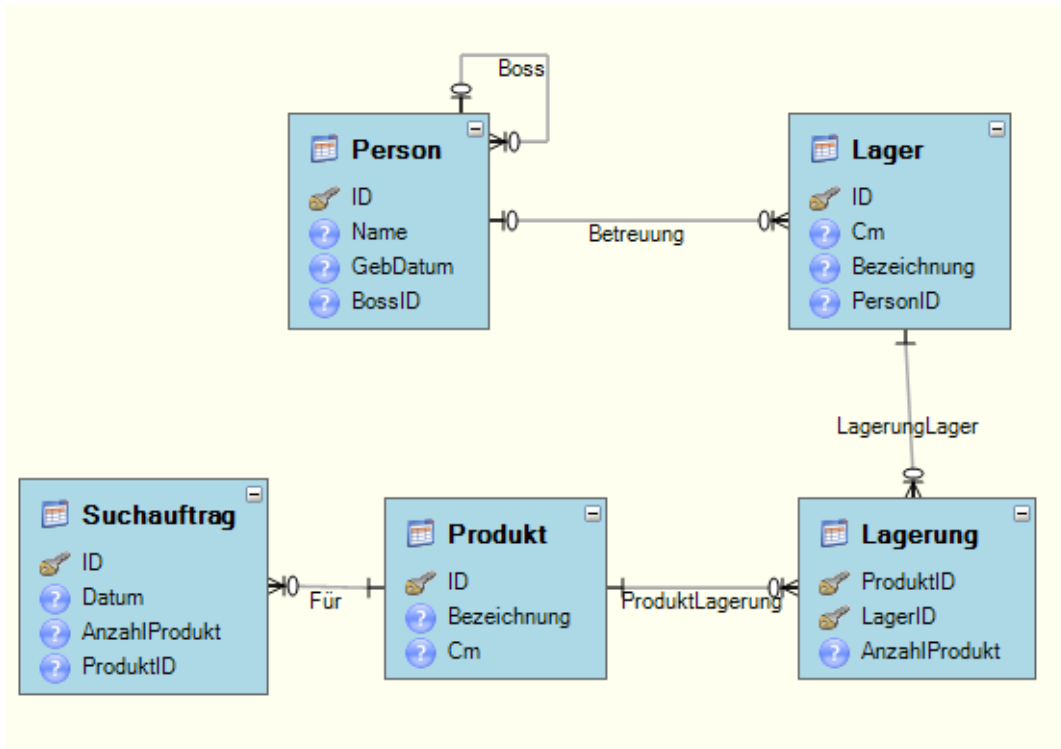 Boss
Person
ID
Name
GebDatum
BossID
Betreuung
Lager
ID
Cm
Bezeichnung
PersonID
LagerungLager
Suchauftrag
ID
Datum
AnzahlProdukt
ProduktID
Für
Produkt
ID
Bezeichnung
Cm
ProduktLagerung
Lagerung
ProduktID
LagerID
AnzahlProdukt